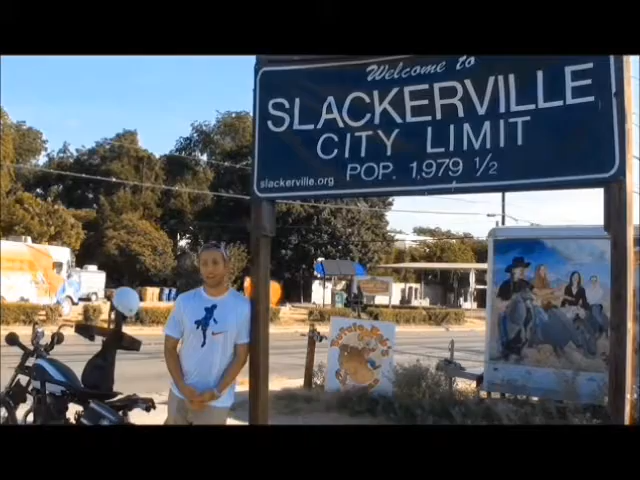 Welcome to
SLACKERVILLE
CITY LIMIT
POP. 1,979 ½
slackerville.org